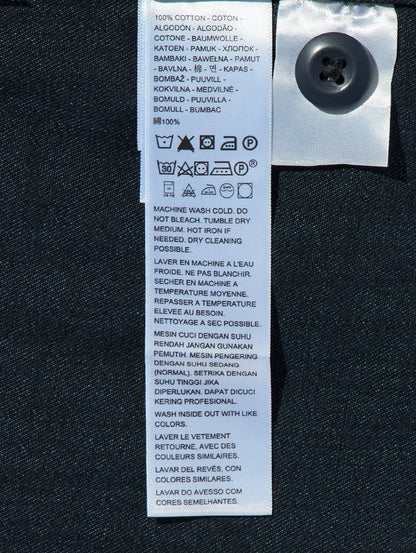 100% COTTON - COTON -
ALGODÓN - ALGODÃO -
COTONE - BAUMWOLLE -
KATOEN - PAMUK - ХЛОПОК -
BAMBAKI - BAWEŁNA - PAMUT
- BAVLNA - 棉 - 면 - KAPAS -
BOMBAŽ - PUUVILL -
KOKVILNA - MEDVILNĖ -
BOMULD - PUUVILLA -
BOMULL - BUMBAC
綿100%
P
30 P ®
MACHINE WASH COLD. DO
NOT BLEACH. TUMBLE DRY
MEDIUM. HOT IRON IF
NEEDED. DRY CLEANING
POSSIBLE.
LAVER EN MACHINE A L'EAU
FROIDE. NE PAS BLANCHIR.
SECHER EN MACHINE A
TEMPERATURE MOYENNE.
REPASSER A TEMPERATURE
ELEVEE AU BESOIN.
NETTOYAGE A SEC POSSIBLE.
MESIN CUCI DENGAN SUHU
RENDAH JANGAN GUNAKAN
PEMUTIH. MESIN PENGERING
DENGAN SUHU SEDANG
(NORMAL). SETRIKA DENGAN
SUHU TINGGI JIKA
DIPERLUKAN. DAPAT DICUCI
KERING PROFESIONAL.
WASH INSIDE OUT WITH LIKE
COLORS.
LAVER LE VETEMENT
RETOURNE, AVEC DES
COULEURS SIMILAIRES.
LAVAR DEL REVÉS, CON
COLORES SIMILARES.
LAVAR DO AVESSO COM
CORES SEMELHANTES.